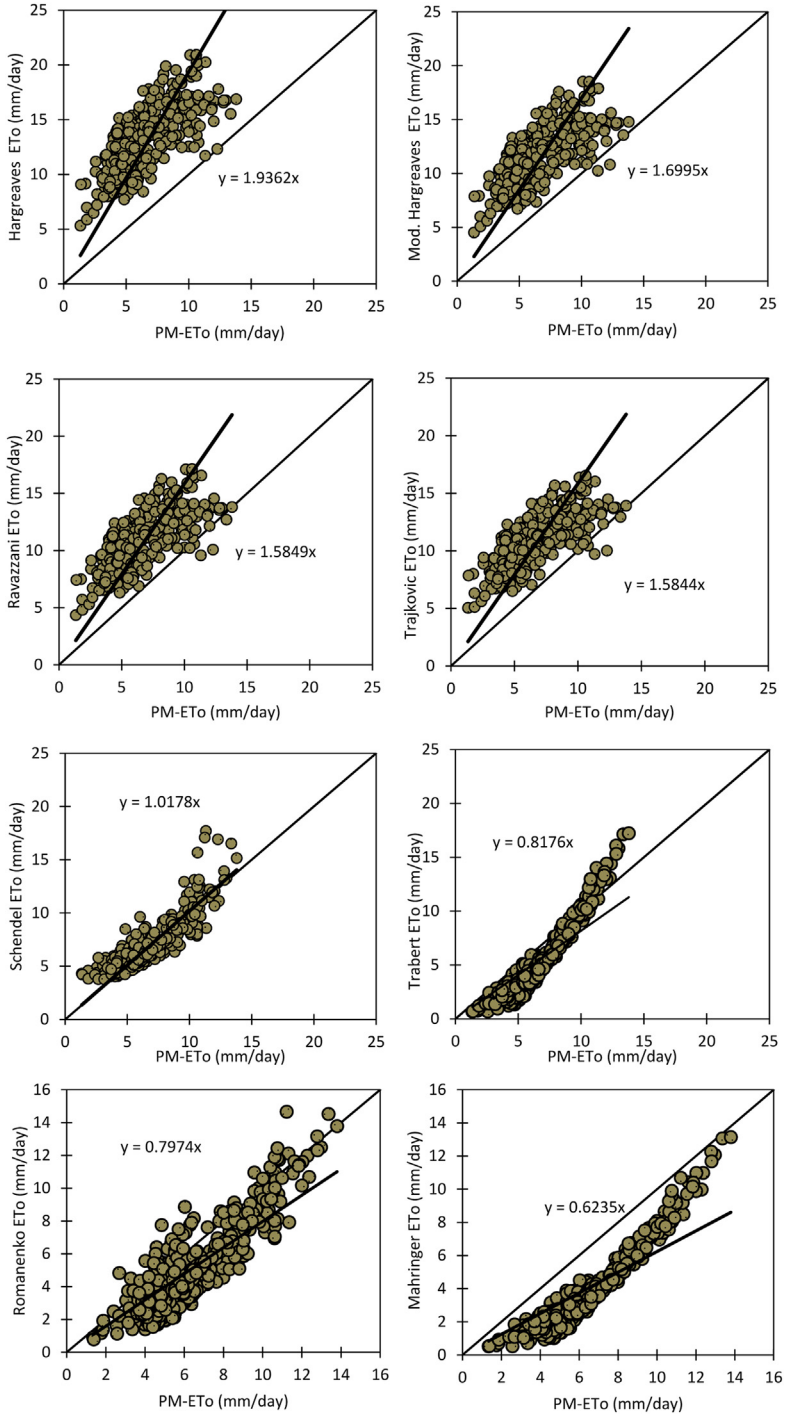 Hargreaves ETo (mm/day)
25
20
15
10
5
0
y = 1.9362x
0 5 10 15 20 25
PM-ETo (mm/day)
Mod. Hargreaves ETo (mm/day)
25
20
15
10
5
0
y = 1.6995x
0 5 10 15 20 25
PM-ETo (mm/day)
Ravazzani ETo (mm/day)
25
20
15
10
5
0
y = 1.5849x
0 5 10 15 20 25
PM-ETo (mm/day)
Trajkovic ETo (mm/day)
25
20
15
10
5
0
y = 1.5844x
0 5 10 15 20 25
PM-ETo (mm/day)
Schendel ETo (mm/day)
25
20
15
10
5
0
y = 1.0178x
0 5 10 15 20 25
PM-ETo (mm/day)
Trabert ETo (mm/day)
25
20
15
10
5
0
y = 0.8176x
0 5 10 15 20 25
PM-ETo (mm/day)
Romanenko ETo (mm/day)
16
14
12
10
8
6
4
2
0
y = 0.7974x
0 2 4 6 8 10 12 14 16
PM-ETo (mm/day)
Mahringer ETo (mm/day)
16
14
12
10
8
6
4
2
0
y = 0.6235x
0 2 4 6 8 10 12 14 16
PM-ETo (mm/day)